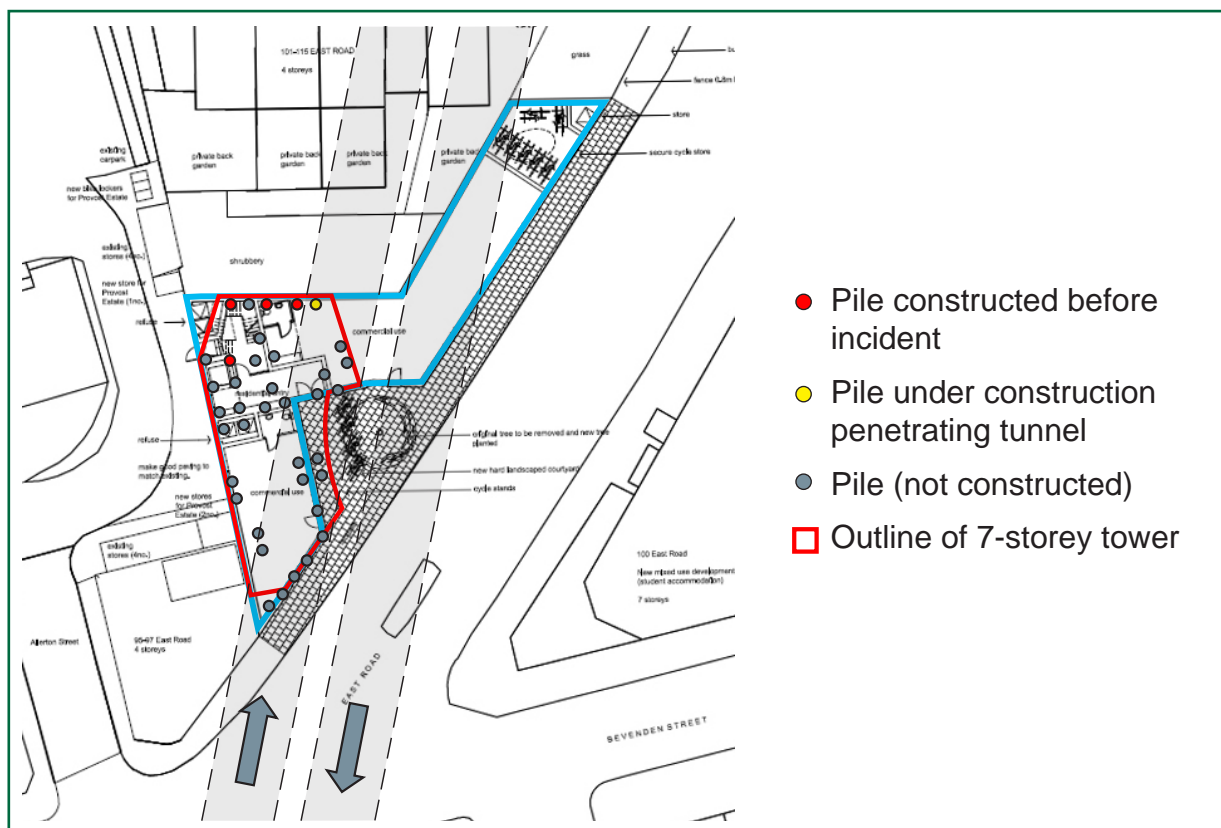 101-115 EAST ROAD
4 storeys
grass
fence 0.8m
store
secure cycle store
existing
carpark
private back
garden
private back
garden
private back
garden
private back
garden
new bike lockers
for Provost Estate
existing
stores (4no.)
shrubbery
new store for
Provost Estate
(1no.)
refuse
commercial use
residential entry
refuse
original tree to be removed and new tree
planted
make good paving to
match existing.
new hard landscaped courtyard
cycle stands
new stores
for Provost
Estate (2no.)
commercial use
existing
stores (4no.)
100 East Road
New mixed use development
(student accommodation)
7 storeys
Allerton Street
95-97 East Road
4 storeys
EAST ROAD
BEVENDEN STREET
Pile constructed before
incident
Pile under construction
penetrating tunnel
Pile (not constructed)
Outline of 7-storey tower